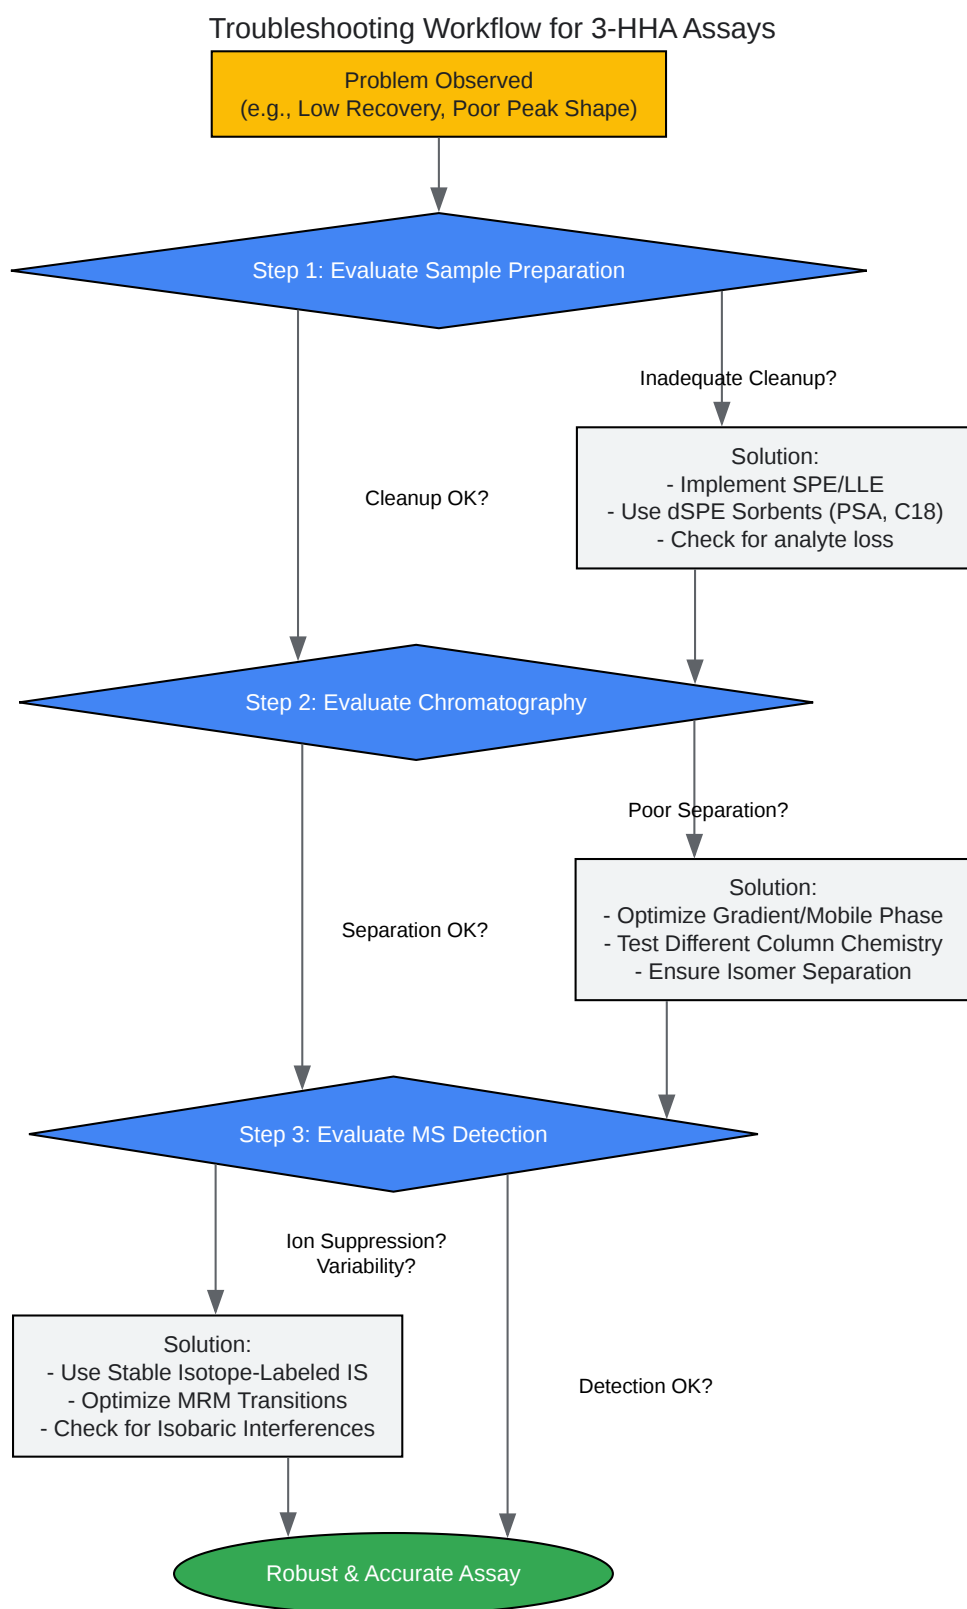 Troubleshooting Workflow for 3-HHA Assays
Problem Observed
(e.g., Low Recovery, Poor Peak Shape)
Step 1: Evaluate Sample Preparation
Inadequate Cleanup?
Solution:
- Implement SPE/LLE
- Use dSPE Sorbents (PSA, C18)
- Check for analyte loss
Cleanup OK?
Step 2: Evaluate Chromatography
Poor Separation?
Solution:
- Optimize Gradient/Mobile Phase
- Test Different Column Chemistry
- Ensure Isomer Separation
Separation OK?
Step 3: Evaluate MS Detection
Ion Suppression?
Variability?
Solution:
- Use Stable Isotope-Labeled IS
- Optimize MRM Transitions
- Check for Isobaric Interferences
Detection OK?
Robust & Accurate Assay